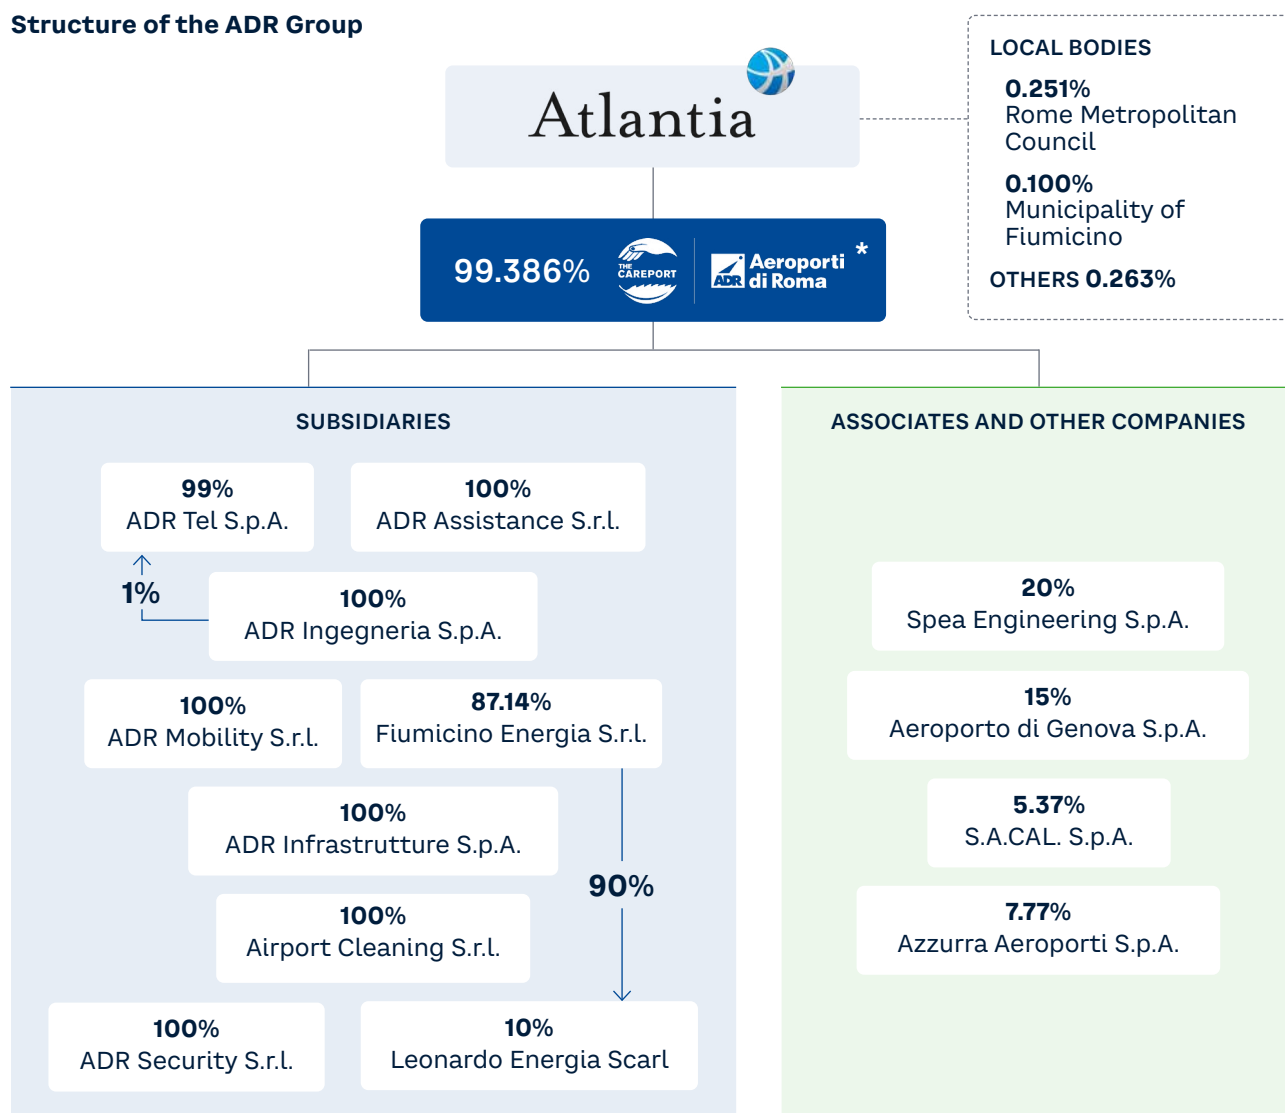 Structure of the ADR Group
Atlantia
LOCAL BODIES
0.251%
Rome Metropolitan
Council
0.100%
Municipality of
Fiumicino
OTHERS 0.263%
99.386%
THE
CAREPORT
ADR
Aeroporti
di Roma
*
SUBSIDIARIES
99%
ADR Tel S.p.A.
100%
ADR Assistance S.r.l.
1%
100%
ADR Ingegneria S.p.A.
100%
ADR Mobility S.r.l.
87.14%
Fiumicino Energia S.r.l.
100%
ADR Infrastrutture S.p.A.
90%
100%
Airport Cleaning S.r.l.
100%
ADR Security S.r.l.
10%
Leonardo Energia Scarl
ASSOCIATES AND OTHER COMPANIES
20%
Spea Engineering S.p.A.
15%
Aeroporto di Genova S.p.A.
5.37%
S.A.CAL. S.p.A.
7.77%
Azzurra Aeroporti S.p.A.